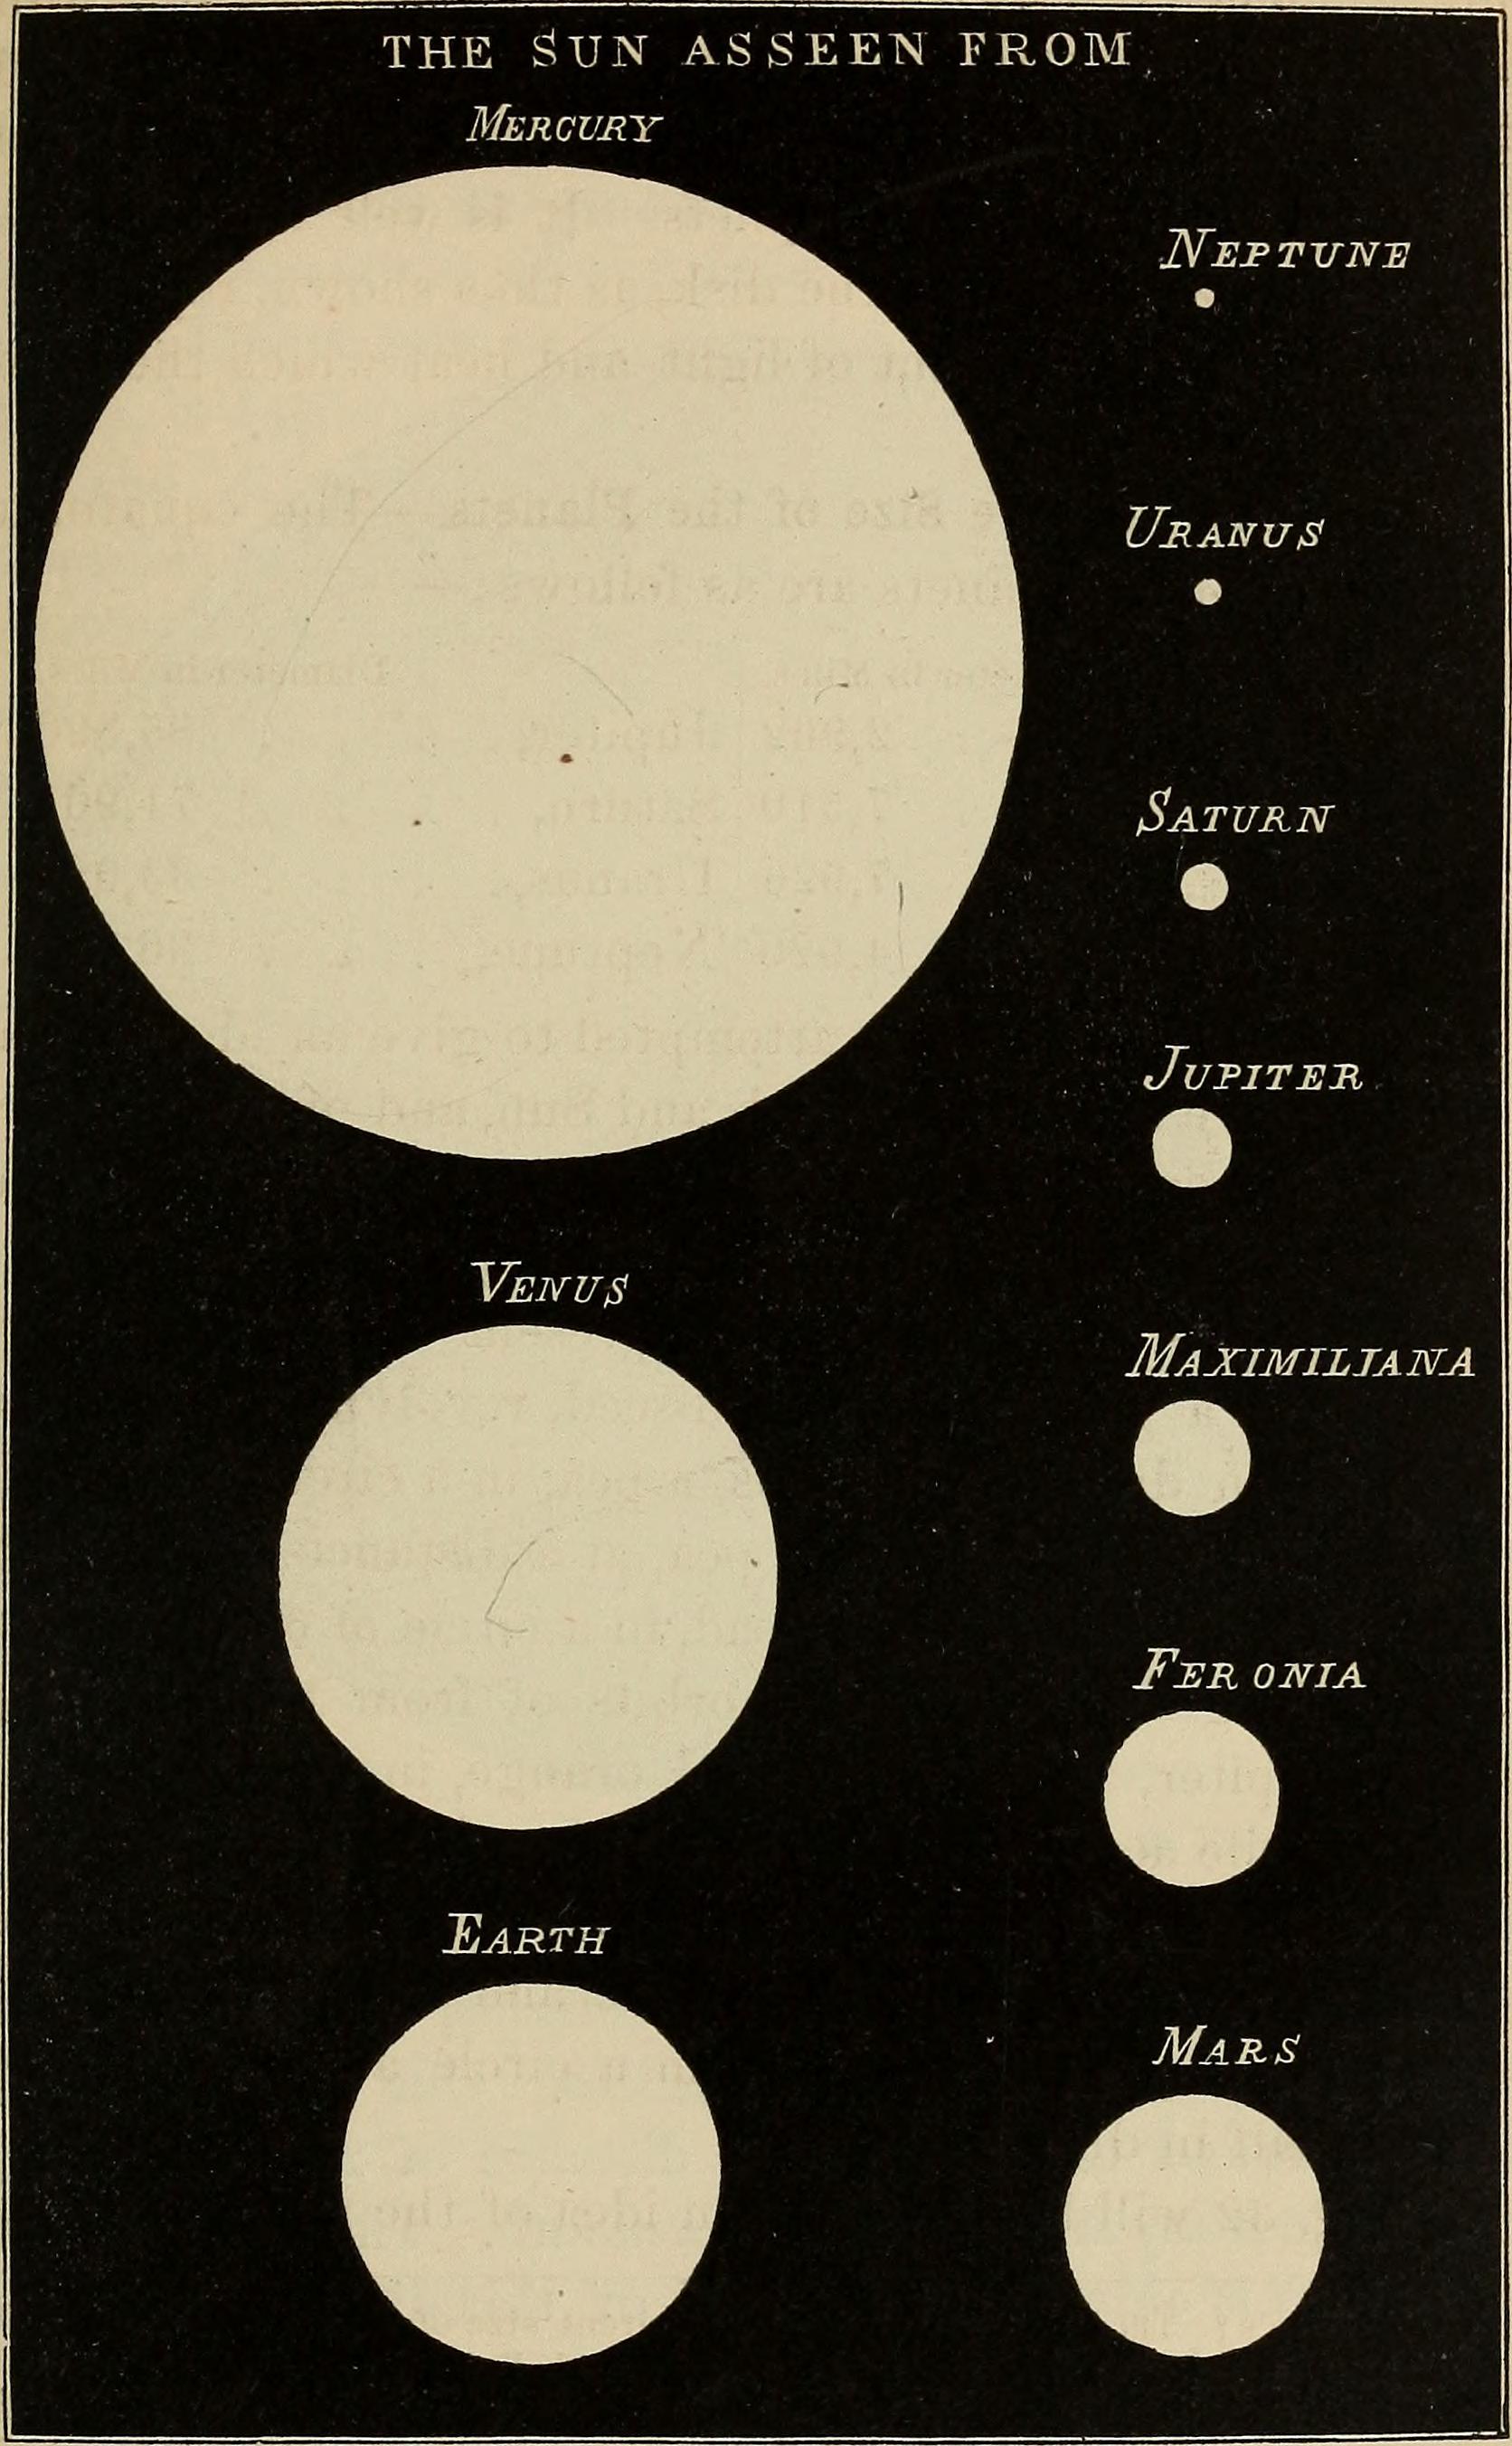 THE SUN AS SEEN FROM
MERCURY
NEPTUNE
URANUS
SATURN
JUPITER
VENUS
MAXIMILIANA
FERONIA
EARTH
MARS